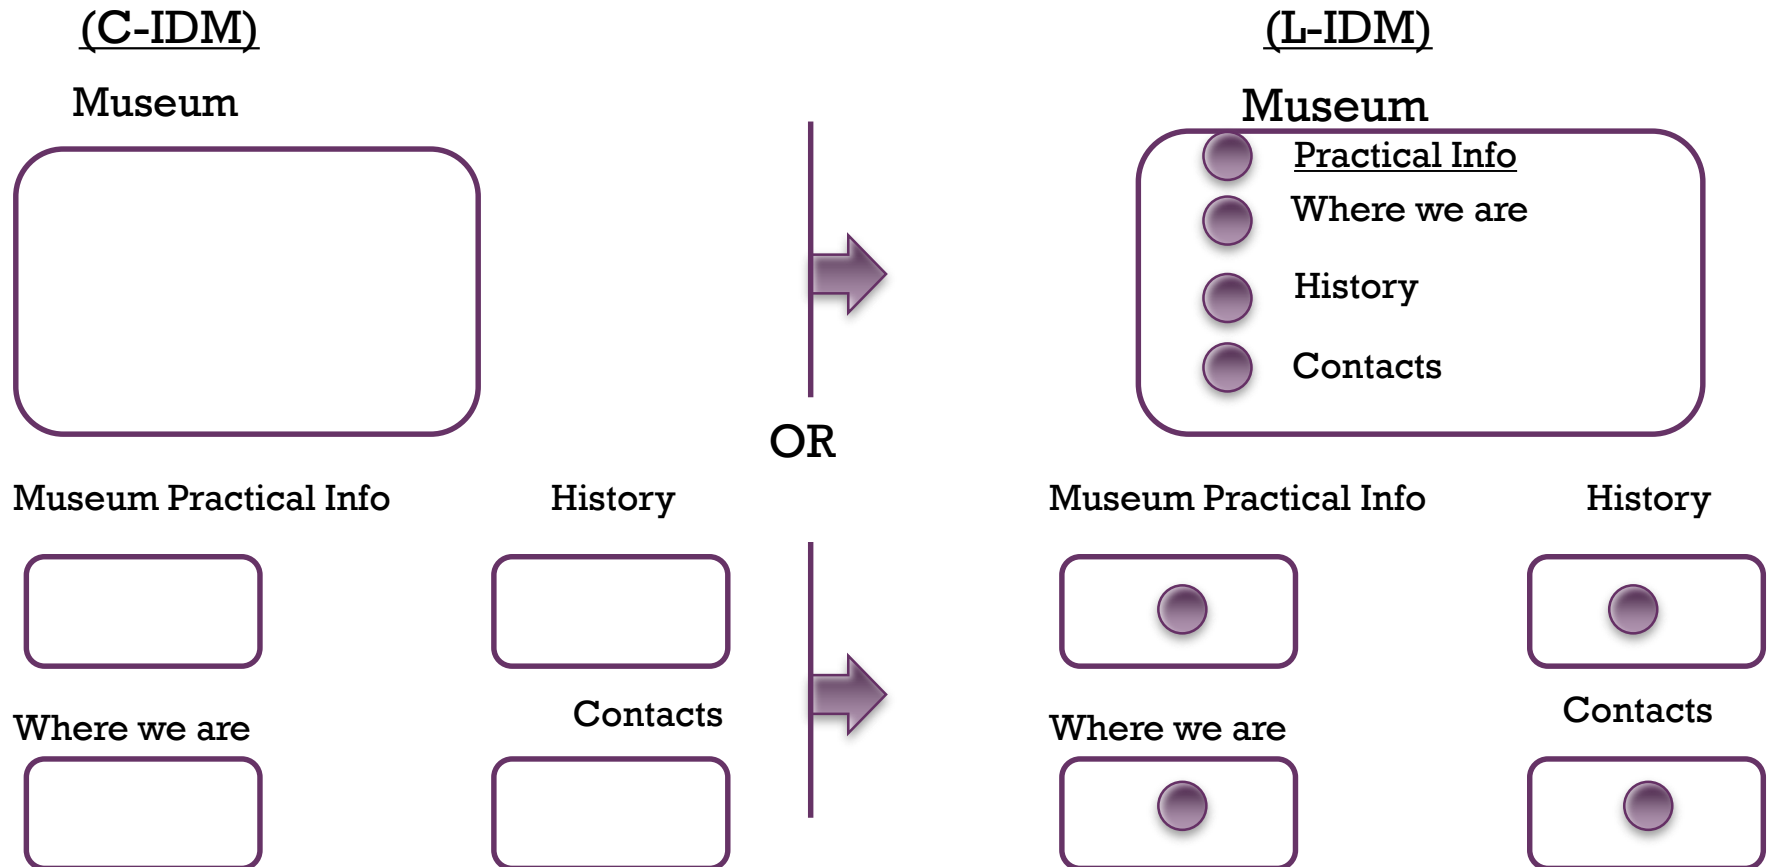 (C-IDM)
(L-IDM)
Museum
Museum
Practical Info
Where we are
History
Contacts
OR
Museum Practical Info
History
Museum Practical Info
History
Where we are
Contacts
Where we are
Contacts